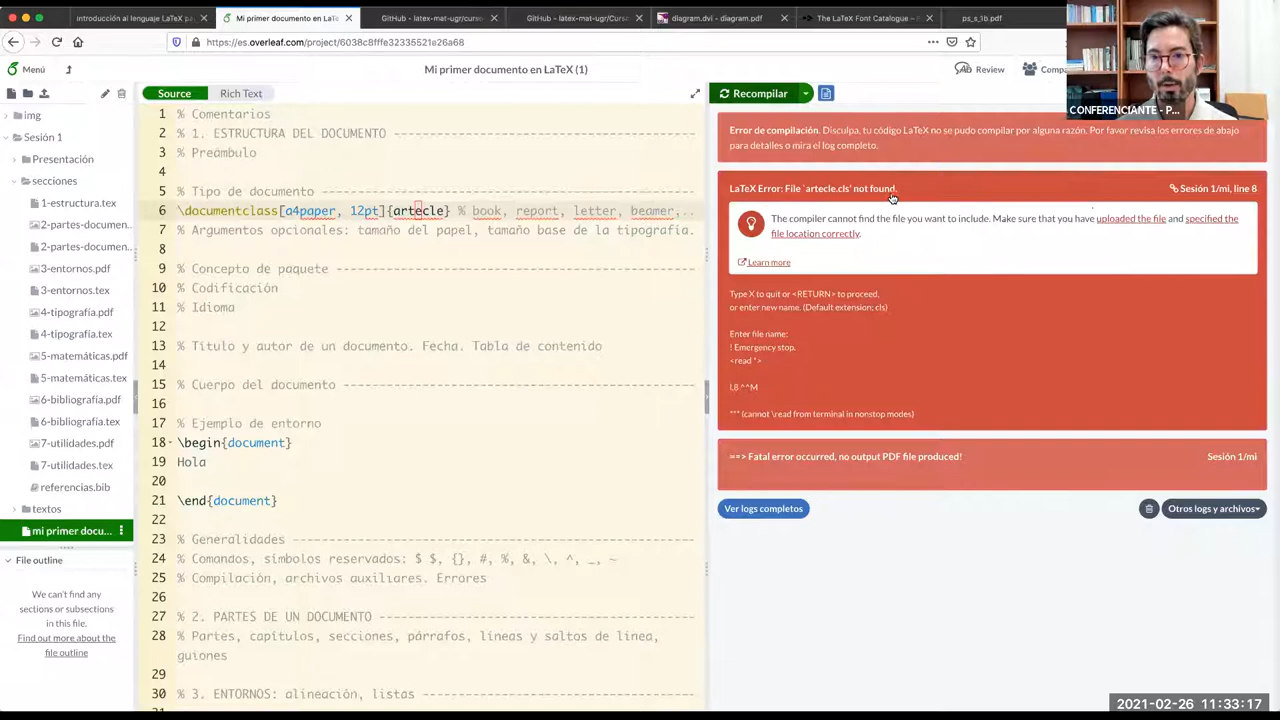 introducción al lenguaje LaTeX p
Mi primer documento en LaTe
GitHub - latex-mat-ugr/curso
GitHub - latex-mat-ugr/Curso
diagram.dvi - diagram.pdf
The LaTeX Font Catalogue –
ps_s_1b.pdf
https://es.overleaf.com/project/6038c8fffe32335521e26a68
Menú
Mi primer documento en LaTeX (1)
Review
Comp
CONFERENCIANTE - P...
Source
Rich Text
Recompilar
img
Sesión 1
Presentación
secciones
1-estructura.tex
2-partes-documen...
2-partes-documen...
3-entornos.pdf
3-entornos.tex
4-tipografía.pdf
4-tipografía.tex
5-matemáticas.pdf
5-matemáticas.tex
6-bibliografía.pdf
6-bibliografía.tex
7-utilidades.pdf
7-utilidades.tex
referencias.bib
textos
mi primer docu...
File outline
We can't find any
sections or subsections
in this file.
Find out more about the
file outline
1 % Comentarios
2 % 1. ESTRUCTURA DEL DOCUMENTO ------------------------------------------
3 % Preámbulo
4
5 % Tipo de documento ----------------------------------------------------
6 \documentclass[a4paper, 12pt]{artecle} % book, report, letter, beamer,...
7 % Argumentos opcionales: tamaño del papel, tamaño base de la tipografía.
8
9 % Concepto de paquete --------------------------------------------------
10 % Codificación
11 % Idioma
12
13 % Título y autor de un documento. Fecha. Tabla de contenido
14
15 % Cuerpo del documento -------------------------------------------------
16
17 % Ejemplo de entorno
18 \begin{document}
19 Hola
20
21 \end{document}
22
23 % Generalidades --------------------------------------------------------
24 % Comandos, símbolos reservados: $ $, {}, #, %, &, \, ^, _, ~
25 % Compilación, archivos auxiliares. Errores
26
27 % 2. PARTES DE UN DOCUMENTO --------------------------------------------
28 % Partes, capítulos, secciones, párrafos, líneas y saltos de línea,
guiones
29
30 % 3. ENTORNOS: alineación, listas --------------------------------------
Error de compilación. Disculpa, tu código LaTeX no se pudo compilar por alguna razón. Por favor revisa los errores de abajo
para detalles o mira el log completo.
LaTeX Error: File `artecle.cls' not found.
Sesión 1/mi, line 8
The compiler cannot find the file you want to include. Make sure that you have uploaded the file and specified the
file location correctly.
Learn more
Type X to quit or <RETURN> to proceed,
or enter new name. (Default extension: cls)
Enter file name:
! Emergency stop.
<read *>
l.8 ^^M
*** (cannot \read from terminal in nonstop modes)
==> Fatal error occurred, no output PDF file produced!
Sesión 1/mi
Ver logs completos
Otros logs y archivos
2021-02-26 11:33:17